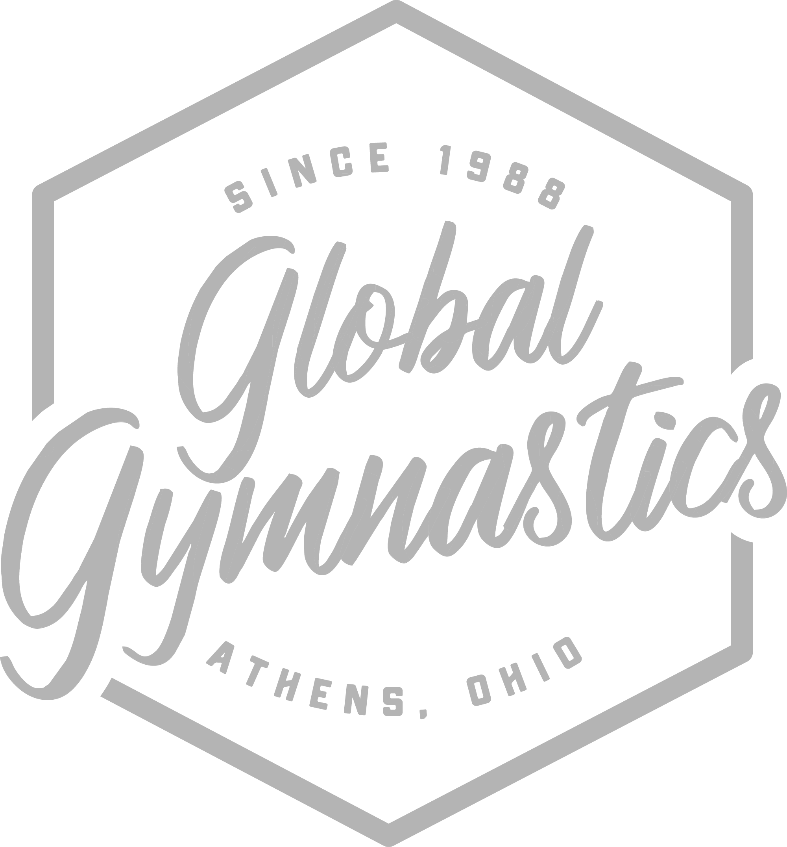 SINCE 1988
Global
Gymnastics
ATHENS, OHIO